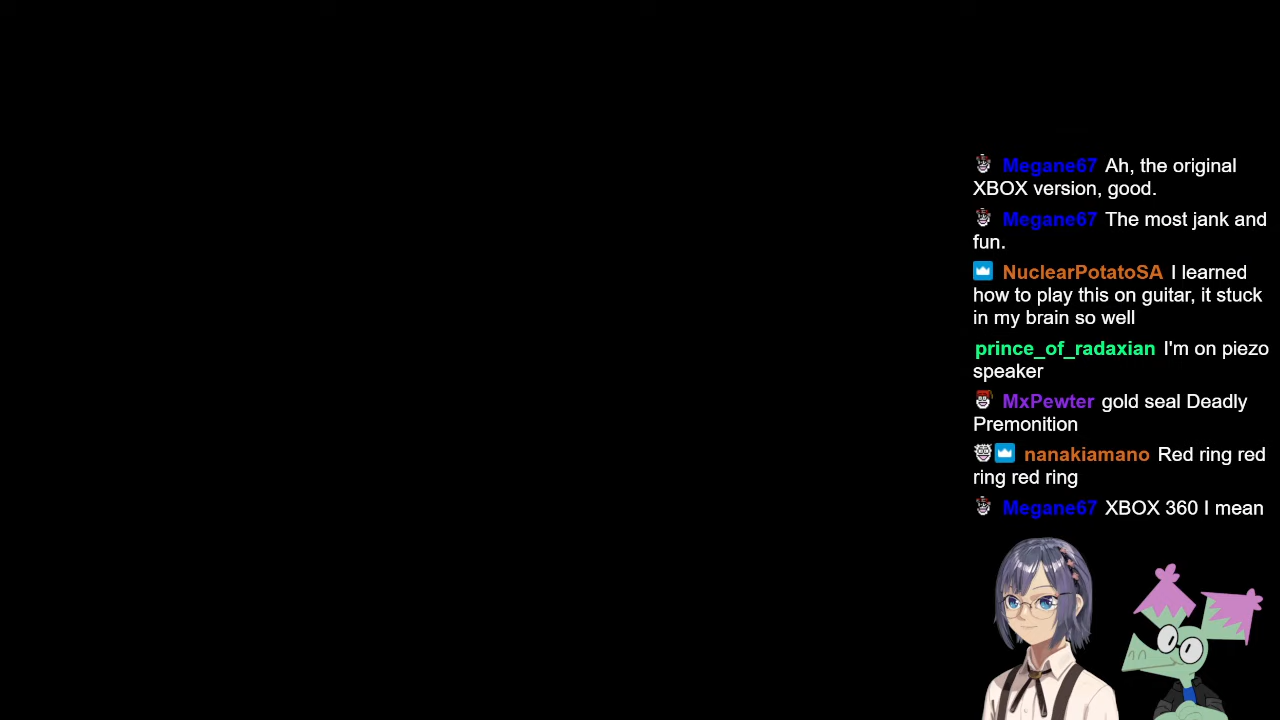 Megane67 Ah, the original
XBOX version, good.
Megane67 The most jank and
fun.
NuclearPotatoSA I learned
how to play this on guitar, it stuck
in my brain so well
prince_of_radaxian I'm on piezo
speaker
MxPewter gold seal Deadly
Premonition
nanakiamano Red ring red
ring red ring
Megane67 XBOX 360 I mean